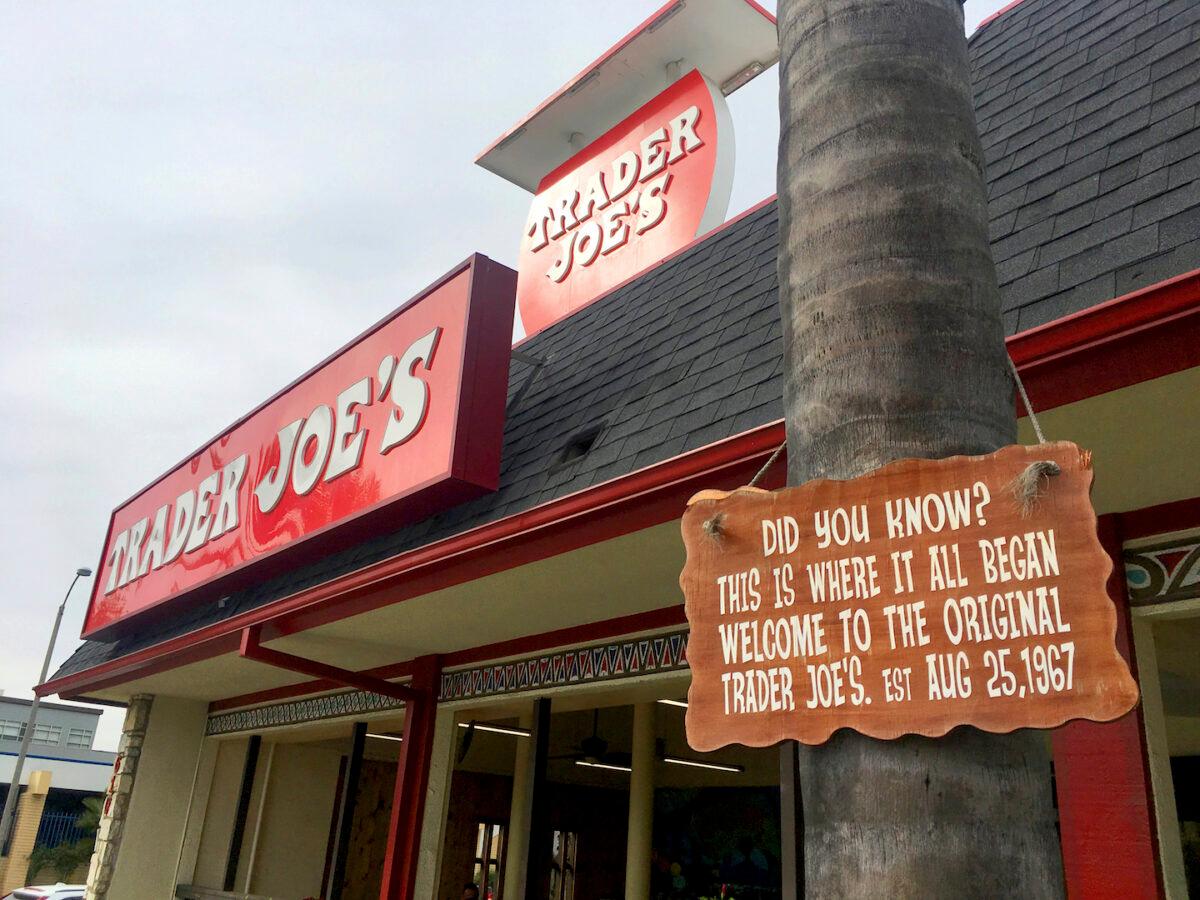 TRADER
JOE'S
TRADER JOE'S
DID YOU KNOW?
THIS IS WHERE IT ALL BEGAN
WELCOME TO THE ORIGINAL
TRADER JOE'S. EST AUG 25,1967